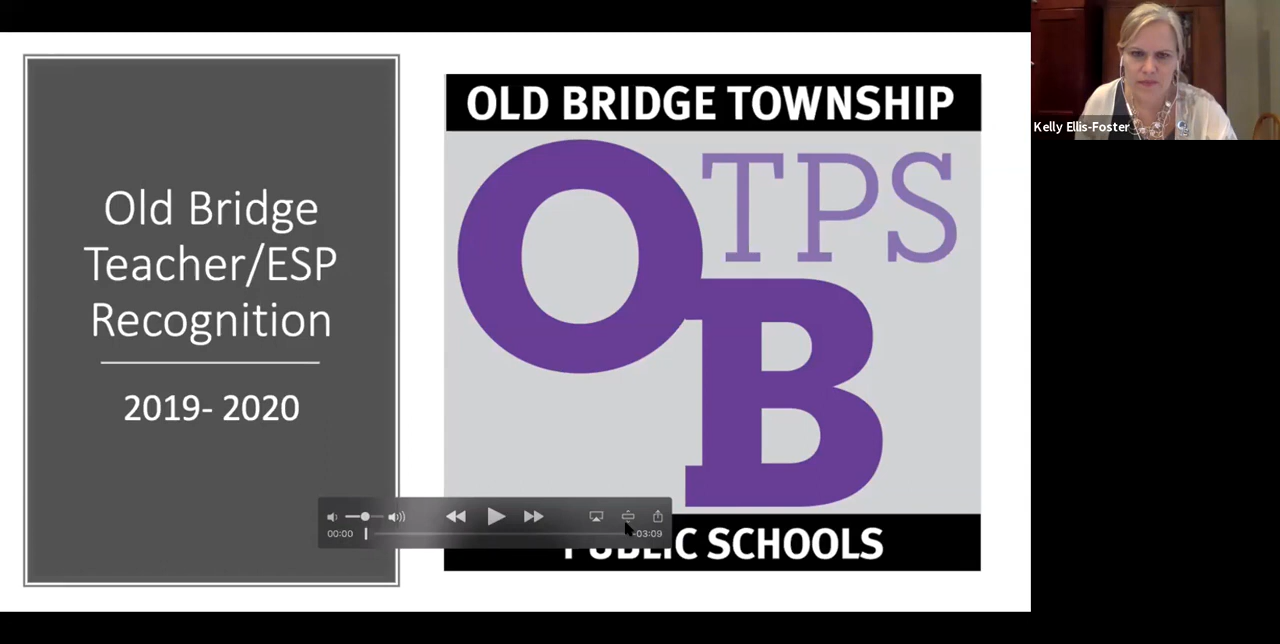 Old Bridge
Teacher/ESP
Recognition
2019- 2020
OLD BRIDGE TOWNSHIP
O TPS
B
PUBLIC SCHOOLS
00:00
-03:09
Kelly Ellis-Foster